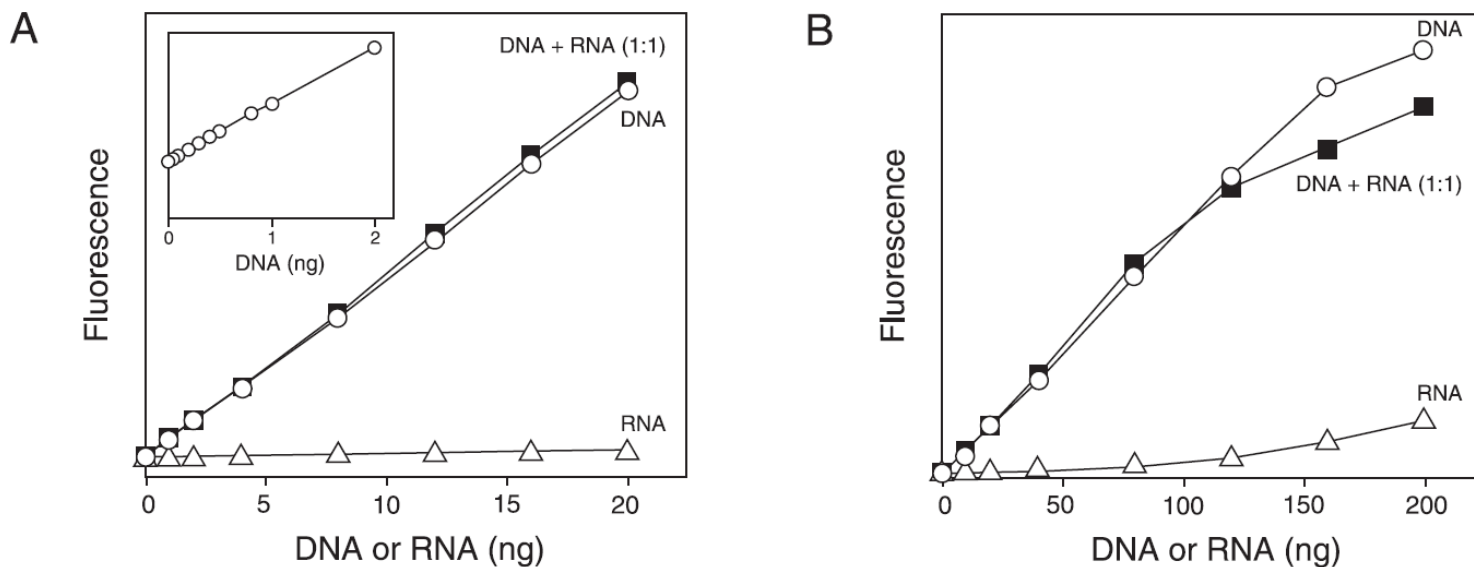 A
DNA + RNA (1:1)
DNA
RNA
Fluorescence
0 1 2
DNA (ng)
0 5 10 15 20
DNA or RNA (ng)
B
DNA
DNA + RNA (1:1)
RNA
Fluorescence
0 50 100 150 200
DNA or RNA (ng)